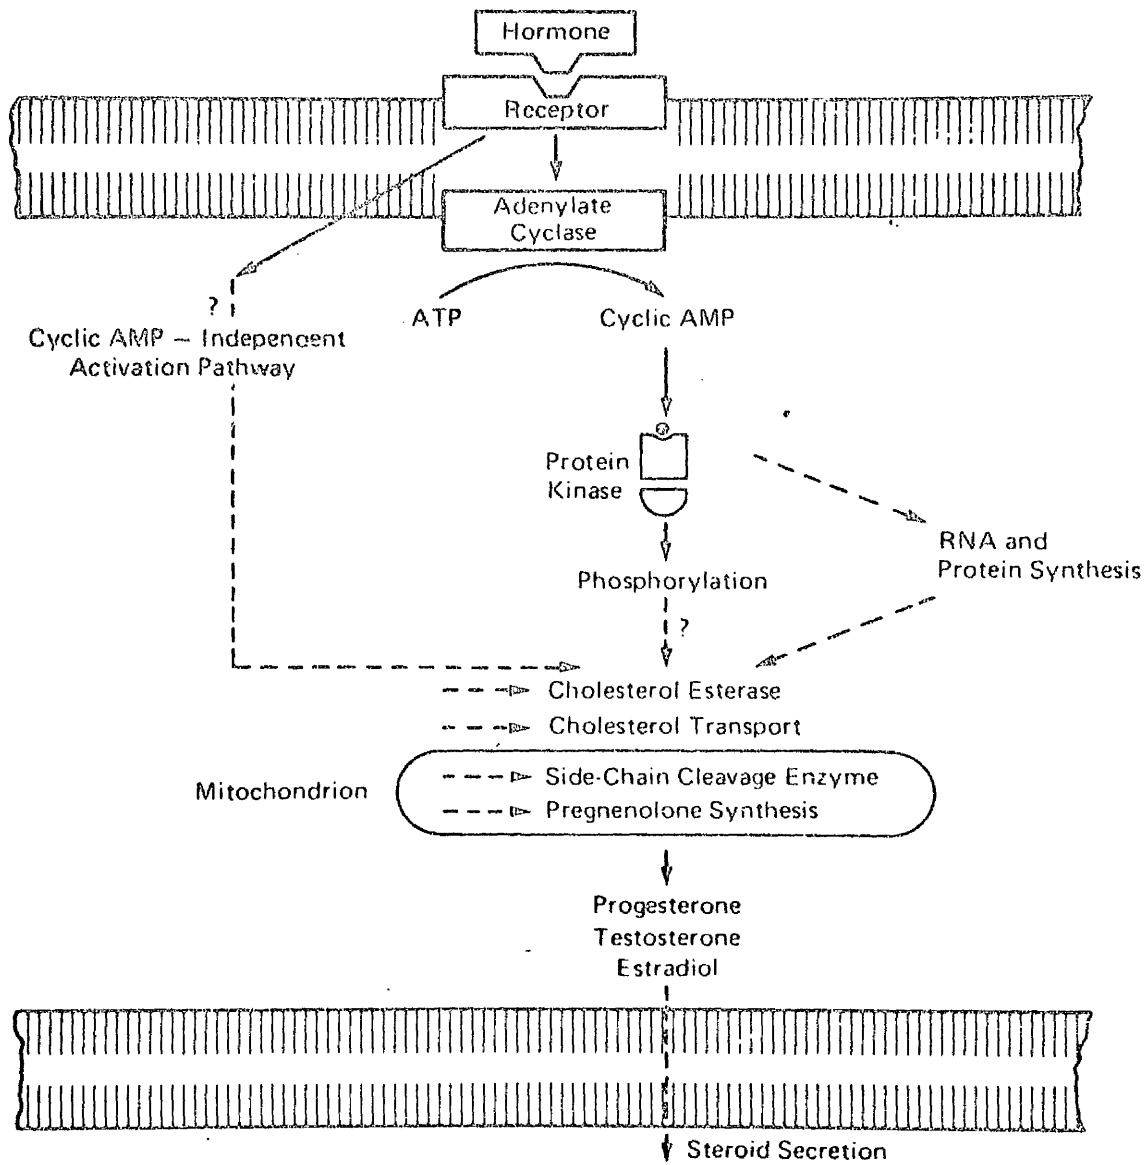 Hormone
Receptor
Adenylate
Cyclase
ATP
Cyclic AMP
?
Cyclic AMP – Independent
Activation Pathway
Protein
Kinase
RNA and
Protein Synthesis
Phosphorylation
?
Cholesterol Esterase
Cholesterol Transport
Mitochondrion
Side-Chain Cleavage Enzyme
Pregnenolone Synthesis
Progesterone
Testosterone
Estradiol
Steroid Secretion